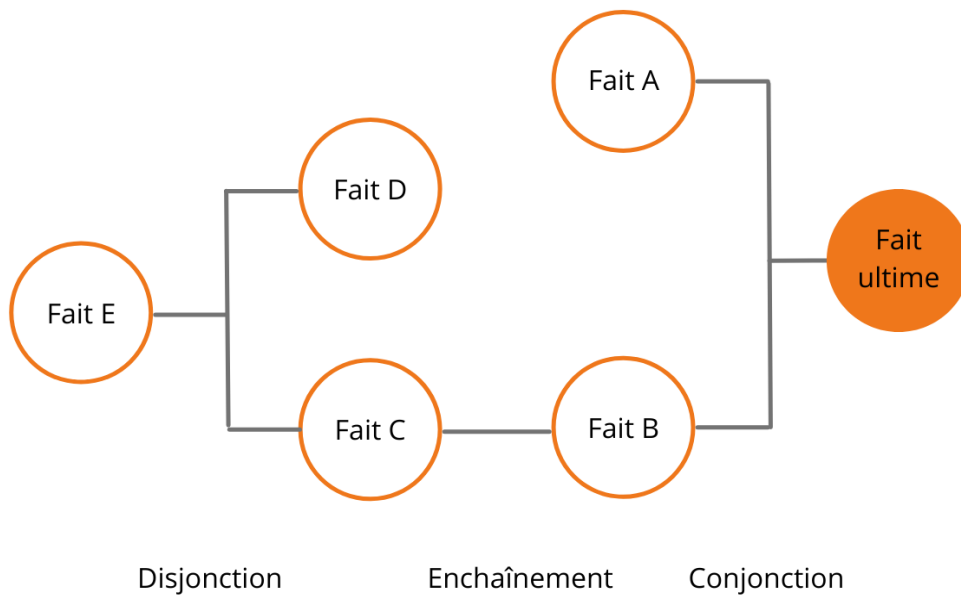 Fait A
Fait D
Fait
ultime
Fait E
Fait C
Fait B
Disjonction
Enchaînement
Conjonction